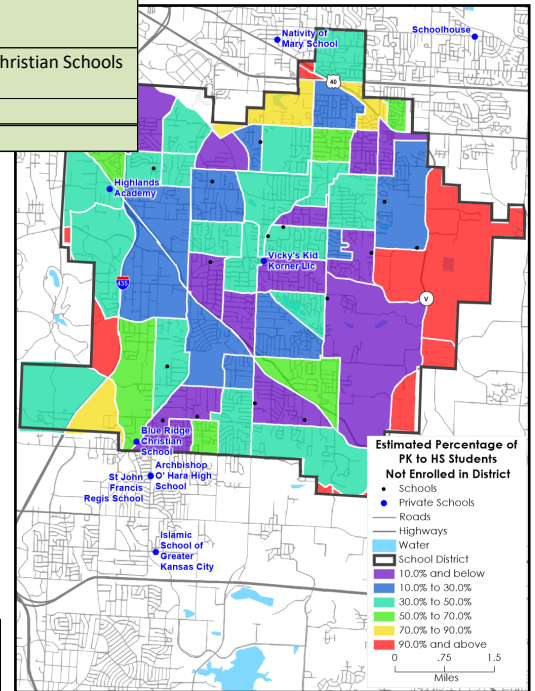 hristian Schools
Nativity of
Mary School
Schoolhouse
40
Highlands
Academy
Vicky's Kid
Korner Llc
435
V
Blue Ridge
Christian
School
Archbishop
O' Hara High
School
St John
Francis
Regis School
Islamic
School of
Greater
Kansas City
Estimated Percentage of
PK to HS Students
Not Enrolled in District
Schools
Private Schools
Roads
Highways
Water
School District
10.0% and below
10.0% to 30.0%
30.0% to 50.0%
50.0% to 70.0%
70.0% to 90.0%
90.0% and above
0 .75 1.5
Miles